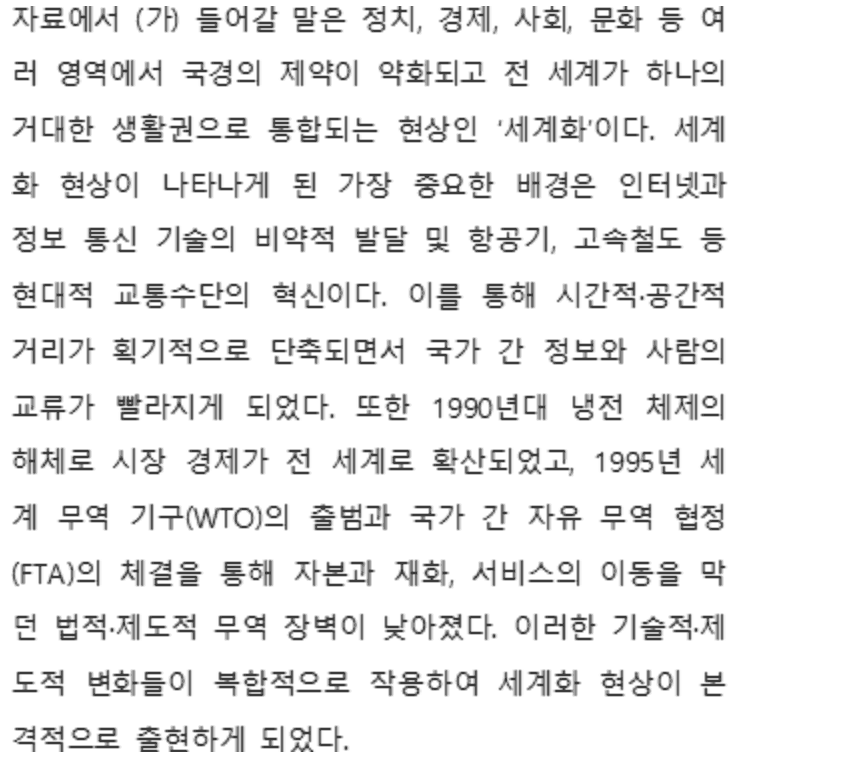 자료에서 (가) 들어갈 말은 정치, 경제, 사회, 문화 등 여
러 영역에서 국경의 제약이 약화되고 전 세계가 하나의
거대한 생활권으로 통합되는 현상인 ‘세계화’이다. 세계
화 현상이 나타나게 된 가장 중요한 배경은 인터넷과
정보 통신 기술의 비약적 발달 및 항공기, 고속철도 등
현대적 교통수단의 혁신이다. 이를 통해 시간적·공간적
거리가 획기적으로 단축되면서 국가 간 정보와 사람의
교류가 빨라지게 되었다. 또한 1990년대 냉전 체제의
해체로 시장 경제가 전 세계로 확산되었고, 1995년 세
계 무역 기구(WTO)의 출범과 국가 간 자유 무역 협정
(FTA)의 체결을 통해 자본과 재화, 서비스의 이동을 막
던 법적·제도적 무역 장벽이 낮아졌다. 이러한 기술적·제
도적 변화들이 복합적으로 작용하여 세계화 현상이 본
격적으로 출현하게 되었다.